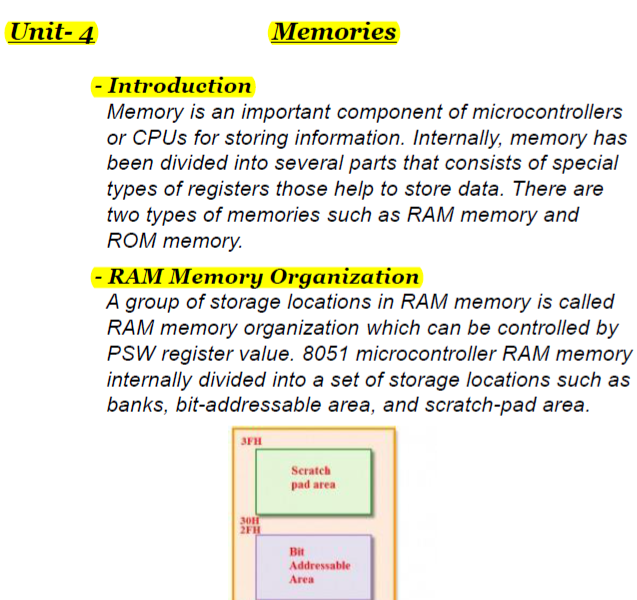 Unit- 4 Memories
- Introduction
Memory is an important component of microcontrollers
or CPUs for storing information. Internally, memory has
been divided into several parts that consists of special
types of registers those help to store data. There are
two types of memories such as RAM memory and
ROM memory.
- RAM Memory Organization
A group of storage locations in RAM memory is called
RAM memory organization which can be controlled by
PSW register value. 8051 microcontroller RAM memory
internally divided into a set of storage locations such as
banks, bit-addressable area, and scratch-pad area.
3FH
Scratch
pad area
30H
2FH
Bit
Addressable
Area